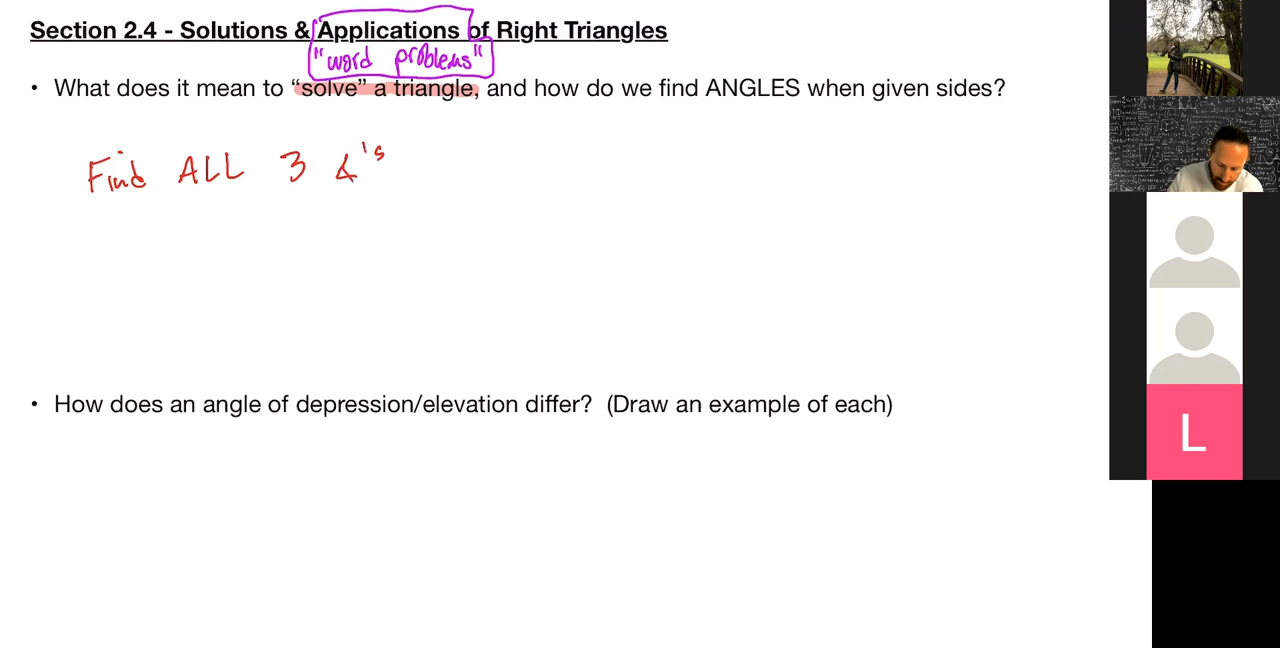 Section 2.4 - Solutions & Applications of Right Triangles
"word problems"
• What does it mean to “solve” a triangle, and how do we find ANGLES when given sides?
Find ALL 3 ∡'s
• How does an angle of depression/elevation differ? (Draw an example of each)
L